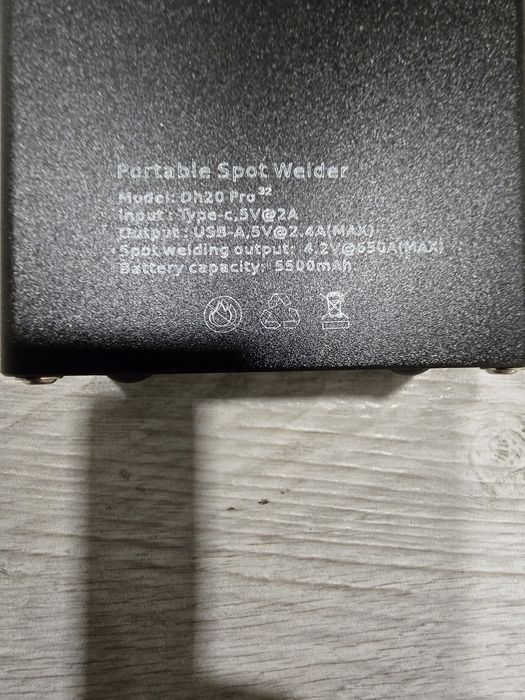 Portable Spot Welder
Model: Dh20 Pro³²
Input : Type-c,5V@2A
Output : USB-A,5V@2.4A(MAX)
Spot welding output: 4.2V@650A(MAX)
Battery capacity: 5500mAh